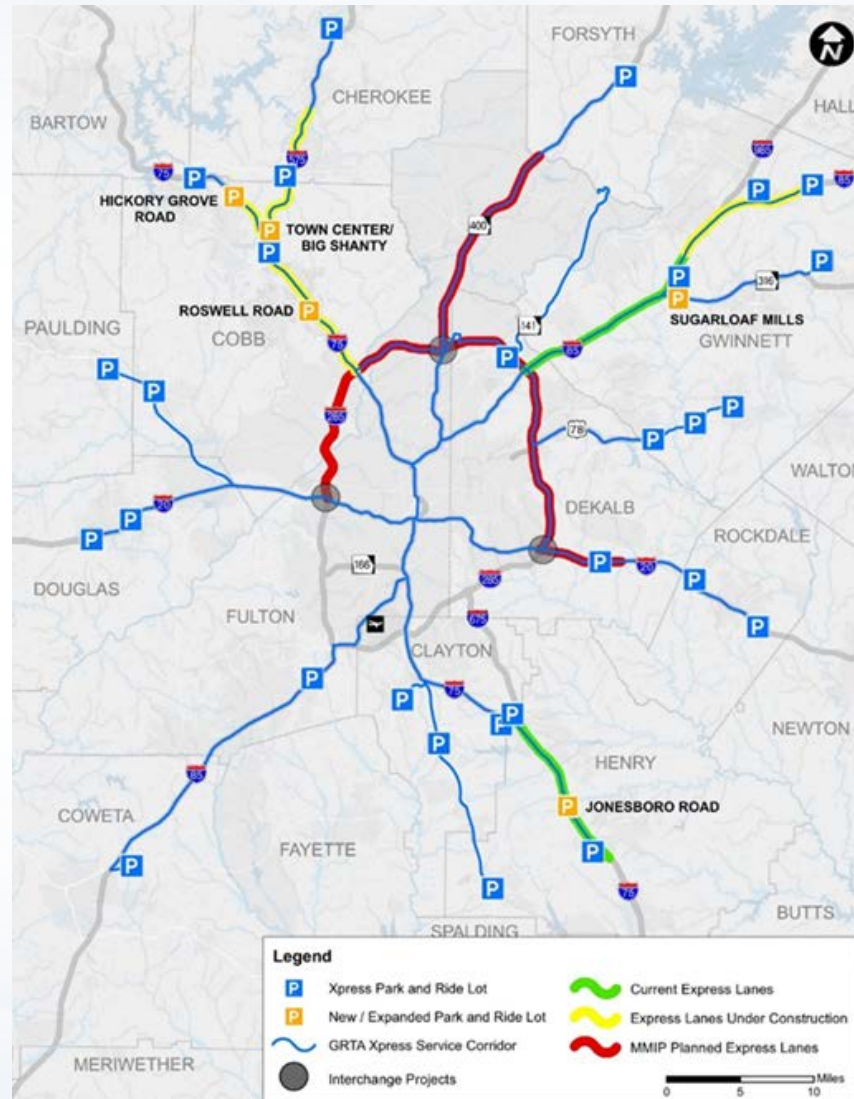 FORSYTH
N
CHEROKEE
BARTOW
HALL
75
575
985
85
HICKORY GROVE
ROAD
TOWN CENTER/
BIG SHANTY
400
316
141
ROSWELL ROAD
SUGARLOAF MILLS
PAULDING
COBB
75
85
GWINNETT
285
78
WALTON
20
DEKALB
ROCKDALE
166
285
20
DOUGLAS
FULTON
675
CLAYTON
75
NEWTON
85
HENRY
COWETA
JONESBORO ROAD
FAYETTE
75
BUTTS
SPALDING
Legend
P Xpress Park and Ride Lot
P New / Expanded Park and Ride Lot
GRTA Xpress Service Corridor
Interchange Projects
Current Express Lanes
Express Lanes Under Construction
MMIP Planned Express Lanes
Miles
0 5 10
MERIWETHER